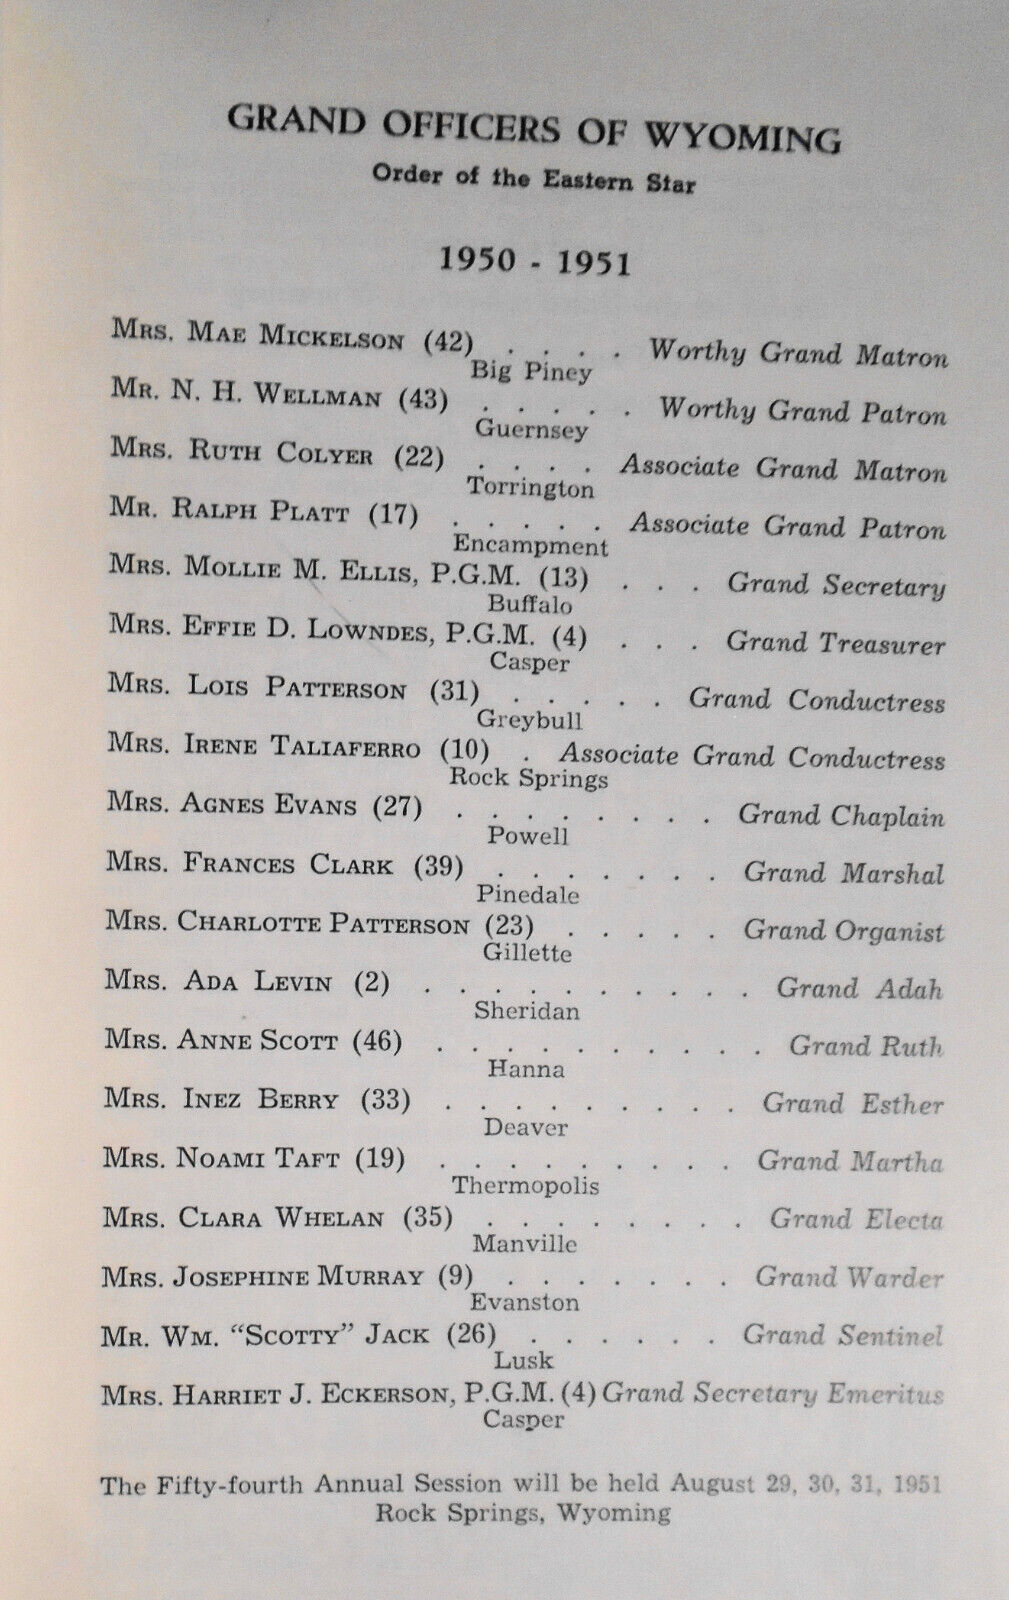 GRAND OFFICERS OF WYOMING
Order of the Eastern Star
1950 - 1951
MRS. MAE MICKELSON (42) . . . . Worthy Grand Matron
Big Piney
MR. N. H. WELLMAN (43) . . . . . Worthy Grand Patron
Guernsey
MRS. RUTH COLYER (22) . . . . Associate Grand Matron
Torrington
MR. RALPH PLATT (17) . . . . . Associate Grand Patron
Encampment
MRS. MOLLIE M. ELLIS, P.G.M. (13) . . . Grand Secretary
Buffalo
MRS. EFFIE D. LOWNDES, P.G.M. (4) . . . Grand Treasurer
Casper
MRS. LOIS PATTERSON (31) . . . . . Grand Conductress
Greybull
MRS. IRENE TALIAFERRO (10) . Associate Grand Conductress
Rock Springs
MRS. AGNES EVANS (27) . . . . . . . Grand Chaplain
Powell
MRS. FRANCES CLARK (39) . . . . . . Grand Marshal
Pinedale
MRS. CHARLOTTE PATTERSON (23) . . . . . Grand Organist
Gillette
MRS. ADA LEVIN (2) . . . . . . . . . . Grand Adah
Sheridan
MRS. ANNE SCOTT (46) . . . . . . . . . Grand Ruth
Hanna
MRS. INEZ BERRY (33) . . . . . . . . . Grand Esther
Deaver
MRS. NOAMI TAFT (19) . . . . . . . . . Grand Martha
Thermopolis
MRS. CLARA WHELAN (35) . . . . . . . . Grand Electa
Manville
MRS. JOSEPHINE MURRAY (9) . . . . . . . Grand Warder
Evanston
MR. WM. "SCOTTY" JACK (26) . . . . . . Grand Sentinel
Lusk
MRS. HARRIET J. ECKERSON, P.G.M. (4) Grand Secretary Emeritus
Casper
The Fifty-fourth Annual Session will be held August 29, 30, 31, 1951
Rock Springs, Wyoming